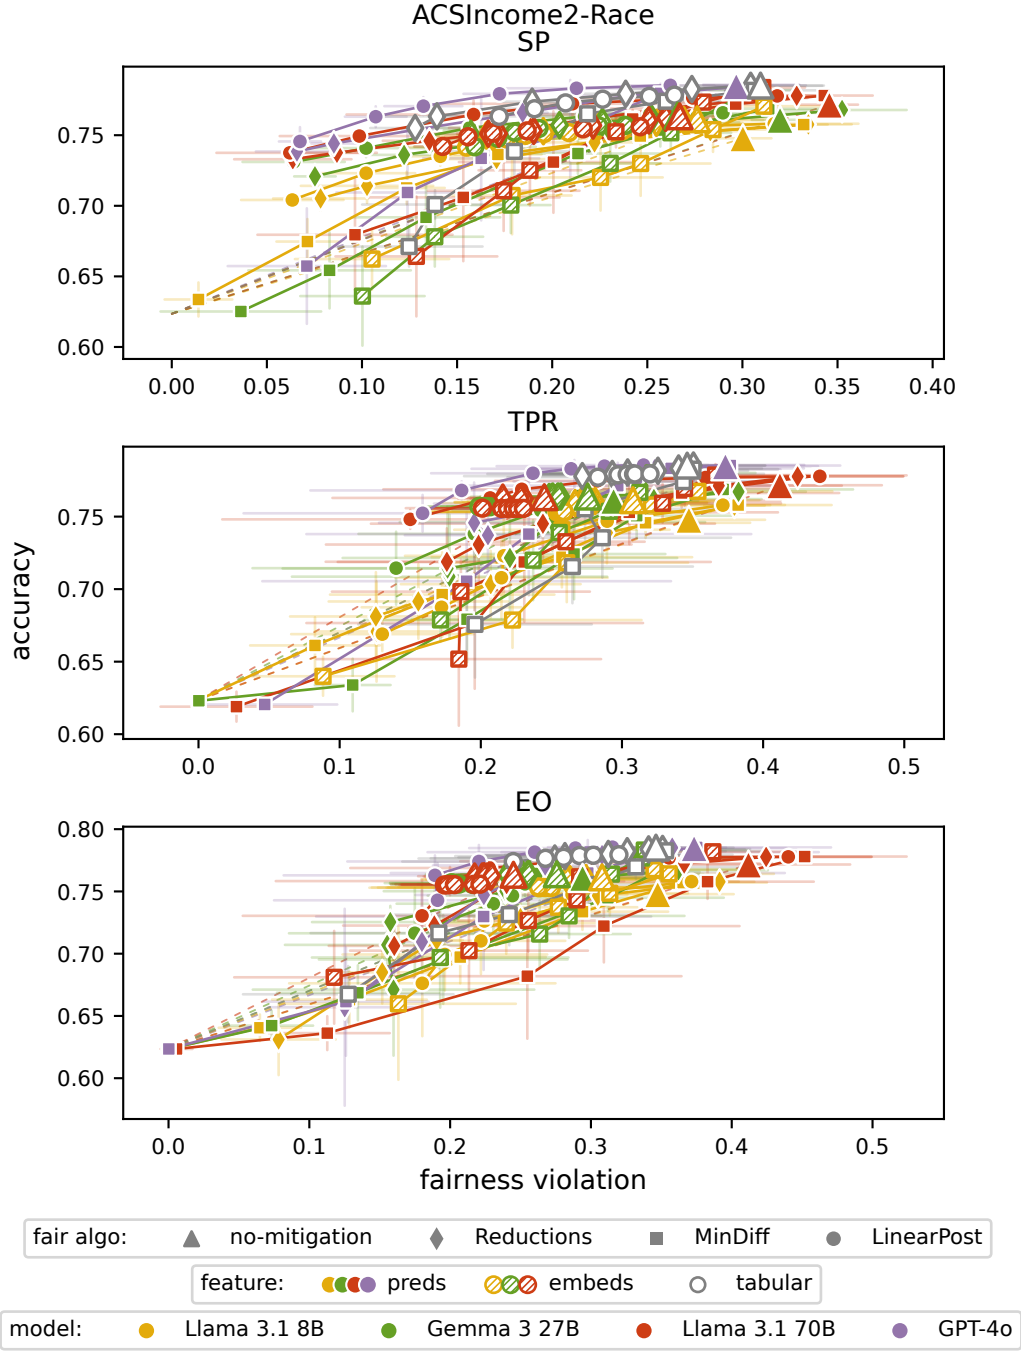 ACSIncome2-Race
SP
0.75
0.70
0.65
0.60
0.00 0.05 0.10 0.15 0.20 0.25 0.30 0.35 0.40
TPR
0.75
0.70
0.65
0.60
0.0 0.1 0.2 0.3 0.4 0.5
accuracy
EO
0.80
0.75
0.70
0.65
0.60
0.0 0.1 0.2 0.3 0.4 0.5
fairness violation
fair algo: no-mitigation Reductions MinDiff LinearPost
feature: preds embeds tabular
model: Llama 3.1 8B Gemma 3 27B Llama 3.1 70B GPT-4o